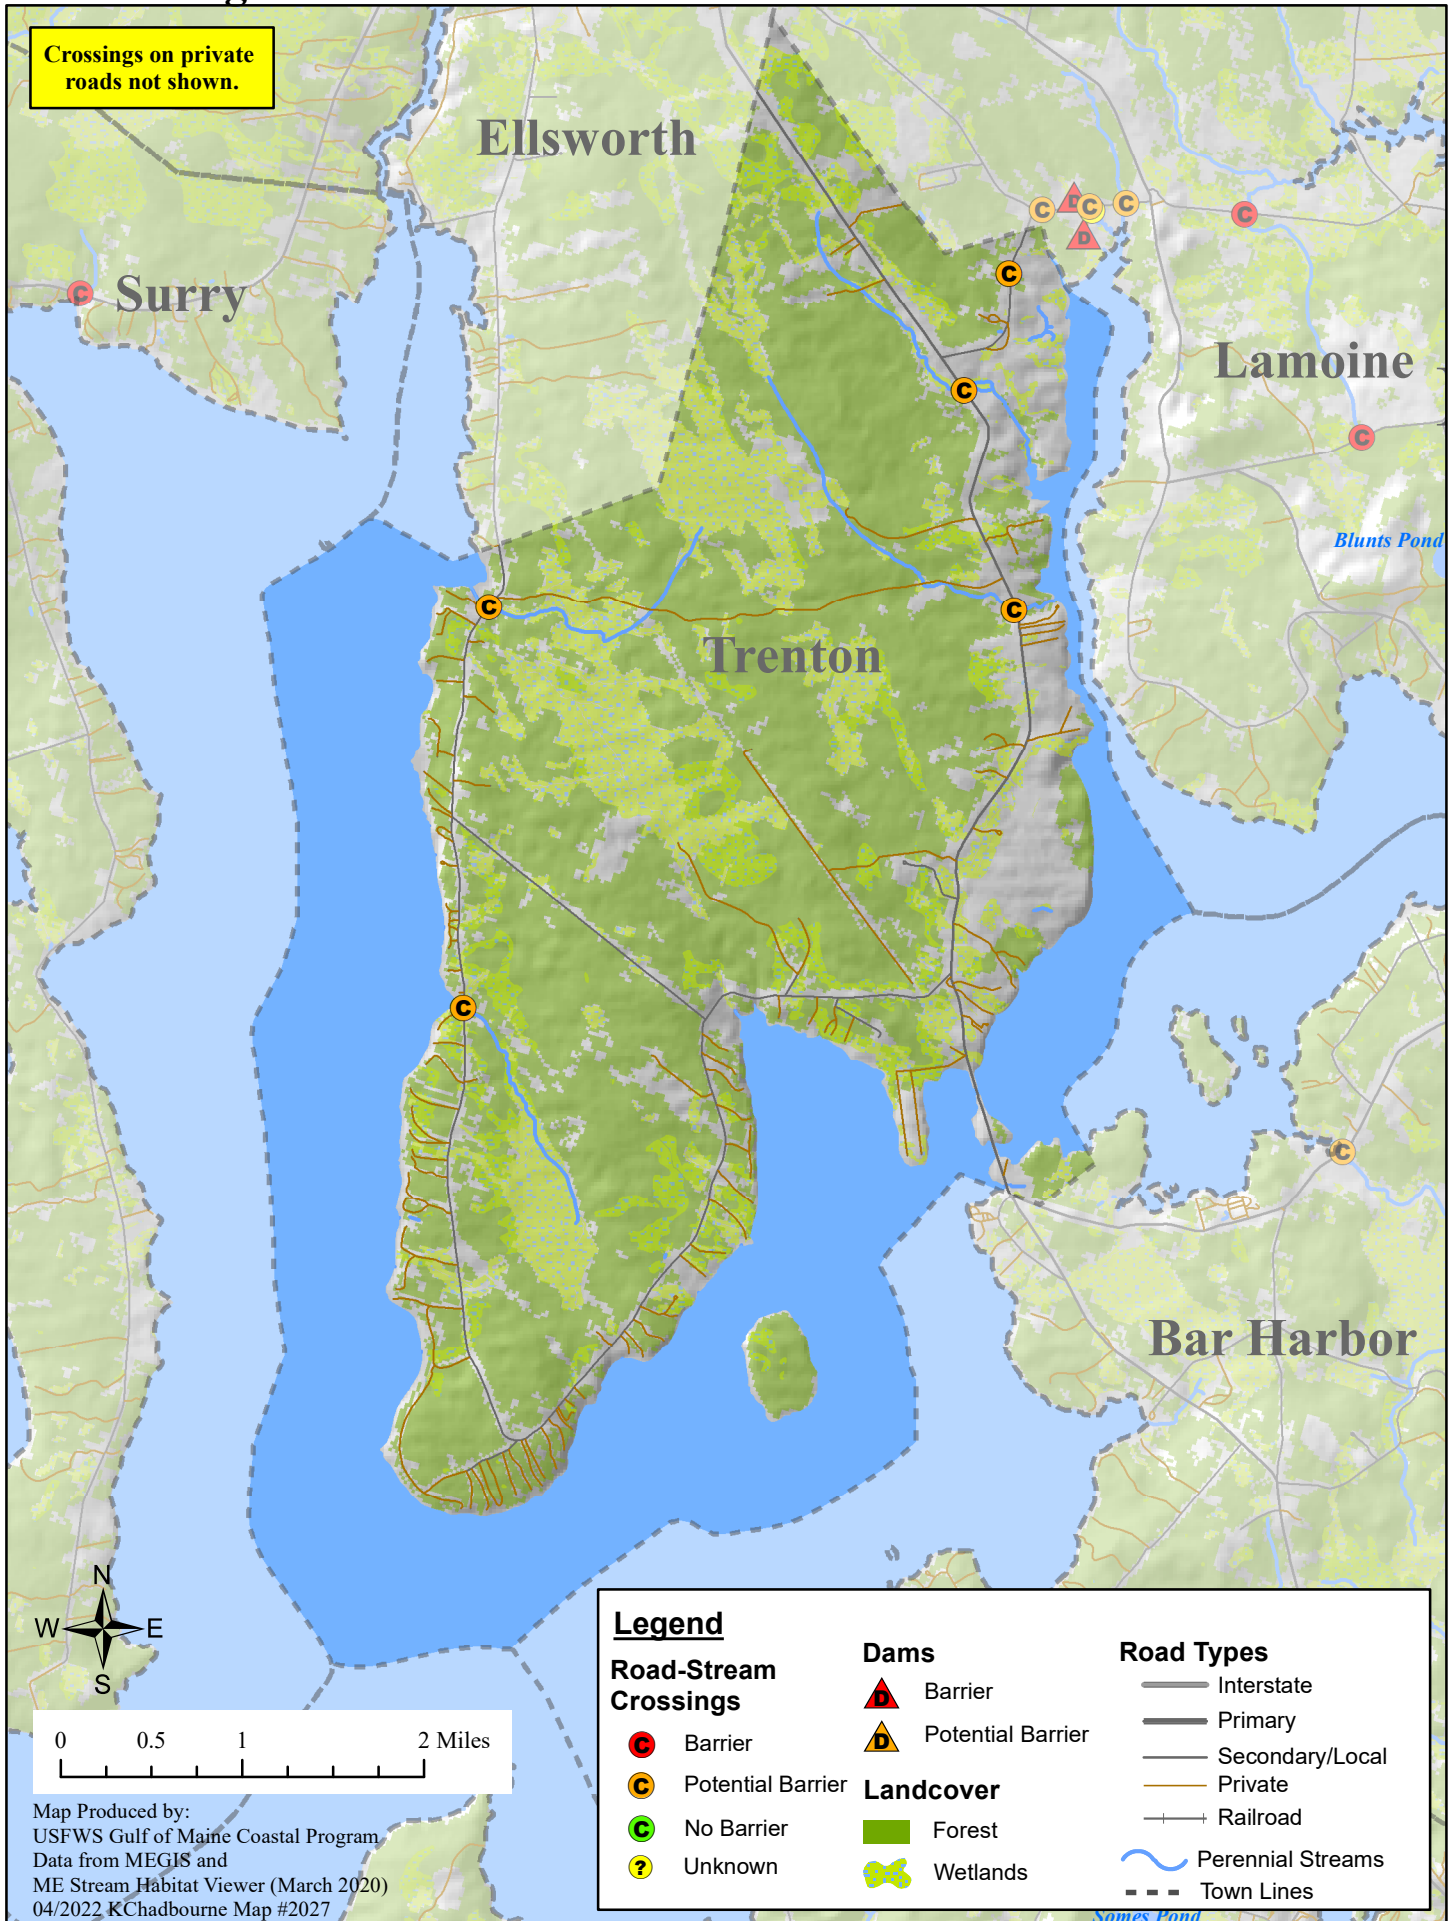 Crossings on private
roads not shown.
Ellsworth
Surry
Lamoine
Blunts Pond
Trenton
Bar Harbor
C
C
D
C
C
D
C
C
C
C
C
C
C
C
N
W E
S
0 0.5 1 2 Miles
Map Produced by:
USFWS Gulf of Maine Coastal Program
Data from MEGIS and
ME Stream Habitat Viewer (March 2020)
04/2022 KChadbourne Map #2027
Legend
Road-Stream
Crossings
C Barrier
C Potential Barrier
C No Barrier
? Unknown
Dams
D Barrier
D Potential Barrier
Landcover
Forest
Wetlands
Road Types
Interstate
Primary
Secondary/Local
Private
Railroad
Perennial Streams
Town Lines
Somes Pond